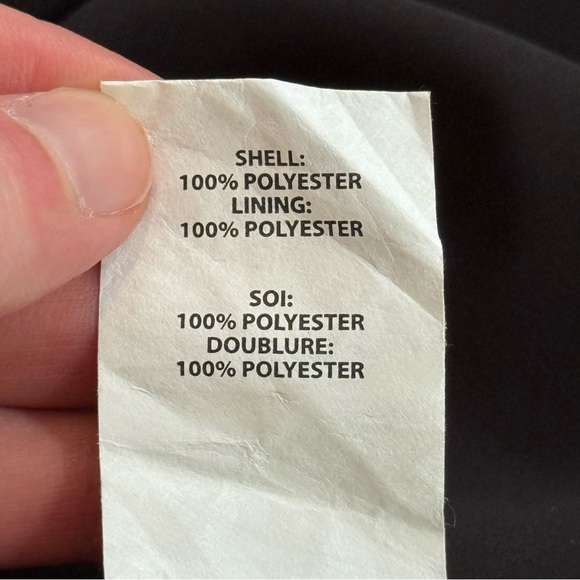 SHELL:
100% POLYESTER
LINING:
100% POLYESTER
SOI:
100% POLYESTER
DOUBLURE:
100% POLYESTER